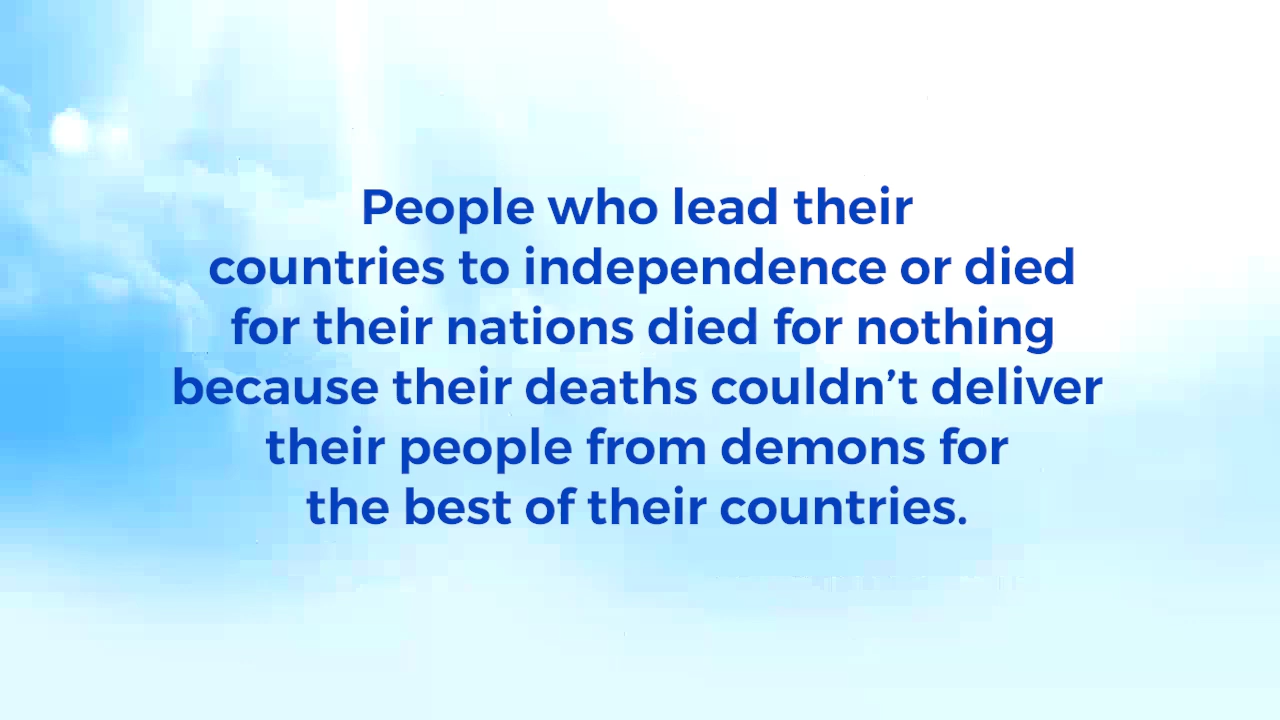 People who lead their
countries to independence or died
for their nations died for nothing
because their deaths couldn’t deliver
their people from demons for
the best of their countries.